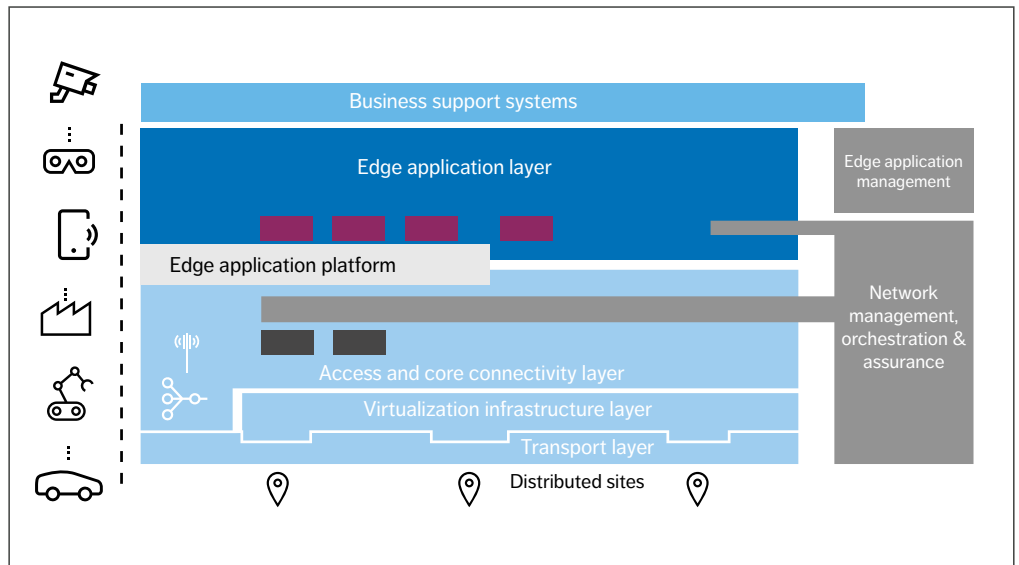 Business support systems
Edge application layer
Edge application
management
Edge application platform
Network
management,
orchestration &
assurance
Access and core connectivity layer
Virtualization infrastructure layer
Transport layer
Distributed sites